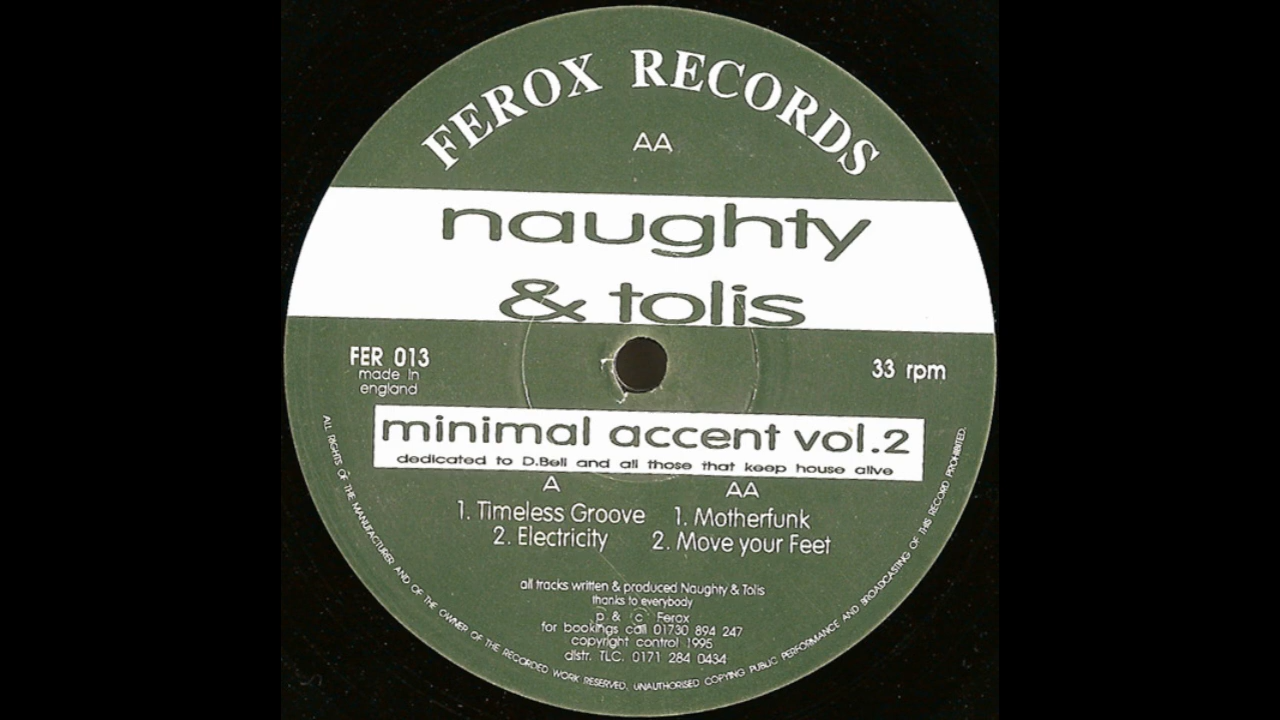 FEROX RECORDS
AA
naughty
& tolis
FER 013
made in
england
33 rpm
minimal accent vol.2
dedicated to D.Bell and all those that keep house alive
A
1. Timeless Groove
2. Electricity
AA
1. Motherfunk
2. Move your Feet
all tracks written & produced Naughty & Tolis
thanks to everybody
p & c Ferox
for bookings call 01730 894 247
copyright control 1995
distr. TLC. 0171 284 0434
ALL RIGHTS OF THE MANUFACTURER AND OF THE OWNER OF THE RECORDED WORK RESERVED, UNAUTHORISED COPYING PUBLIC PERFORMANCE AND BROADCASTING OF THIS RECORD PROHIBITED.